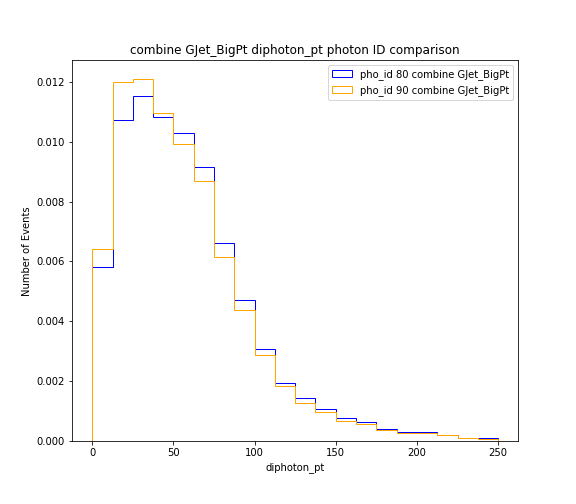 combine GJet_BigPt diphoton_pt photon ID comparison
pho_id 80 combine GJet_BigPt
pho_id 90 combine GJet_BigPt
0.012
0.010
0.008
0.006
0.004
0.002
0.000
Number of Events
0
50
100
150
200
250
diphoton_pt